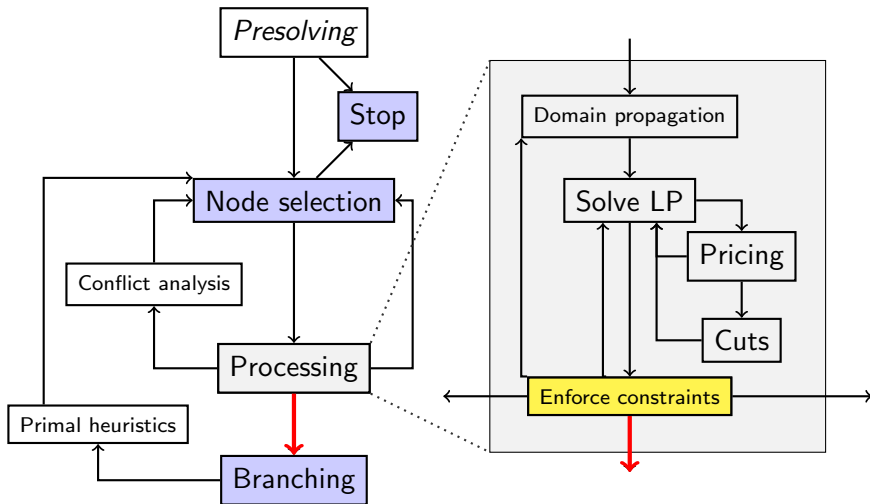 Presolving
Stop
Node selection
Conflict analysis
Processing
Primal heuristics
Branching
Domain propagation
Solve LP
Pricing
Cuts
Enforce constraints